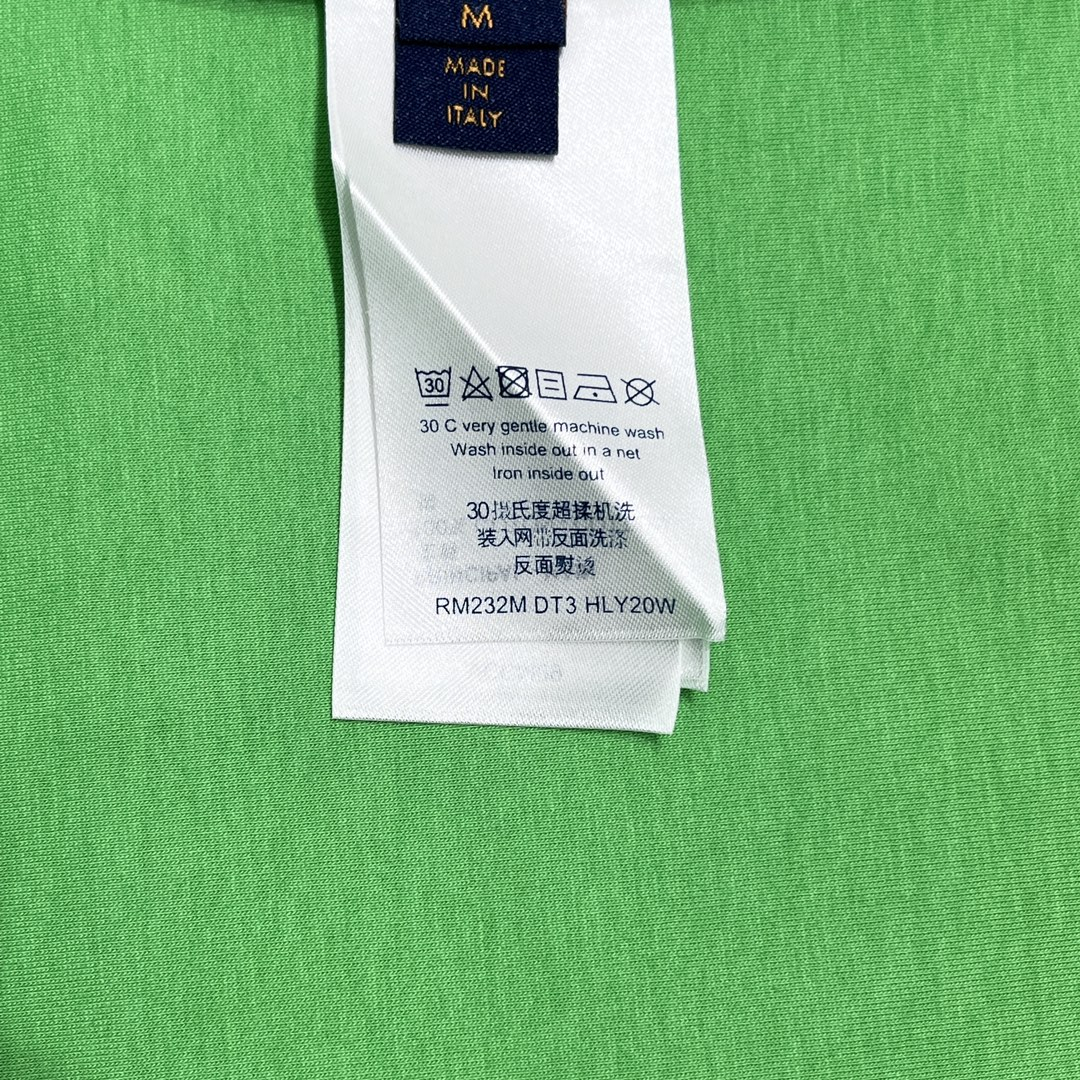 M
MADE
IN
ITALY
30
30 C very gentle machine wash
Wash inside out in a net
Iron inside out
30摄氏度超揉机洗
装入网带反面洗涤
反面熨烫
RM232M DT3 HLY20W